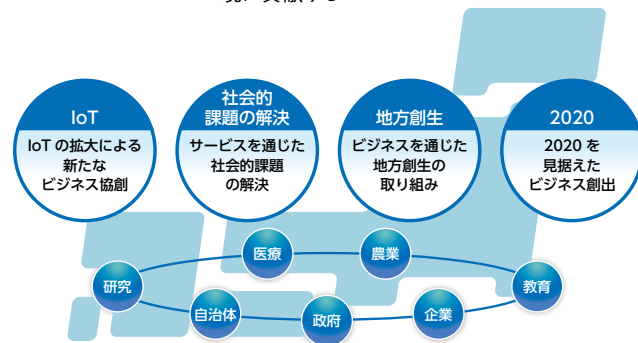 IoT
IoT の拡大による
新たな
ビジネス協創
社会的
課題の解決
サービスを通じた
社会的課題
の解決
地方創生
ビジネスを通じた
地方創生の
取り組み
2020
2020 を
見据えた
ビジネス創出
医療
農業
研究
教育
自治体
政府
企業